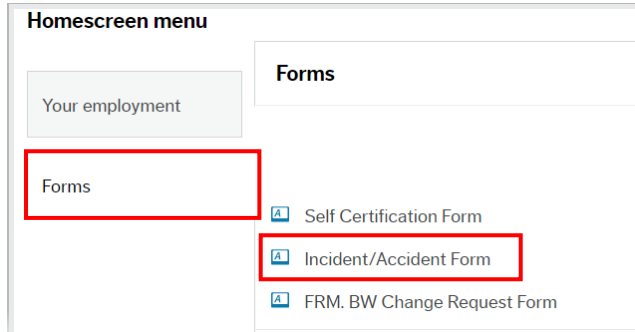 Homescreen menu
Your employment
Forms
Forms
Self Certification Form
Incident/Accident Form
FRM. BW Change Request Form